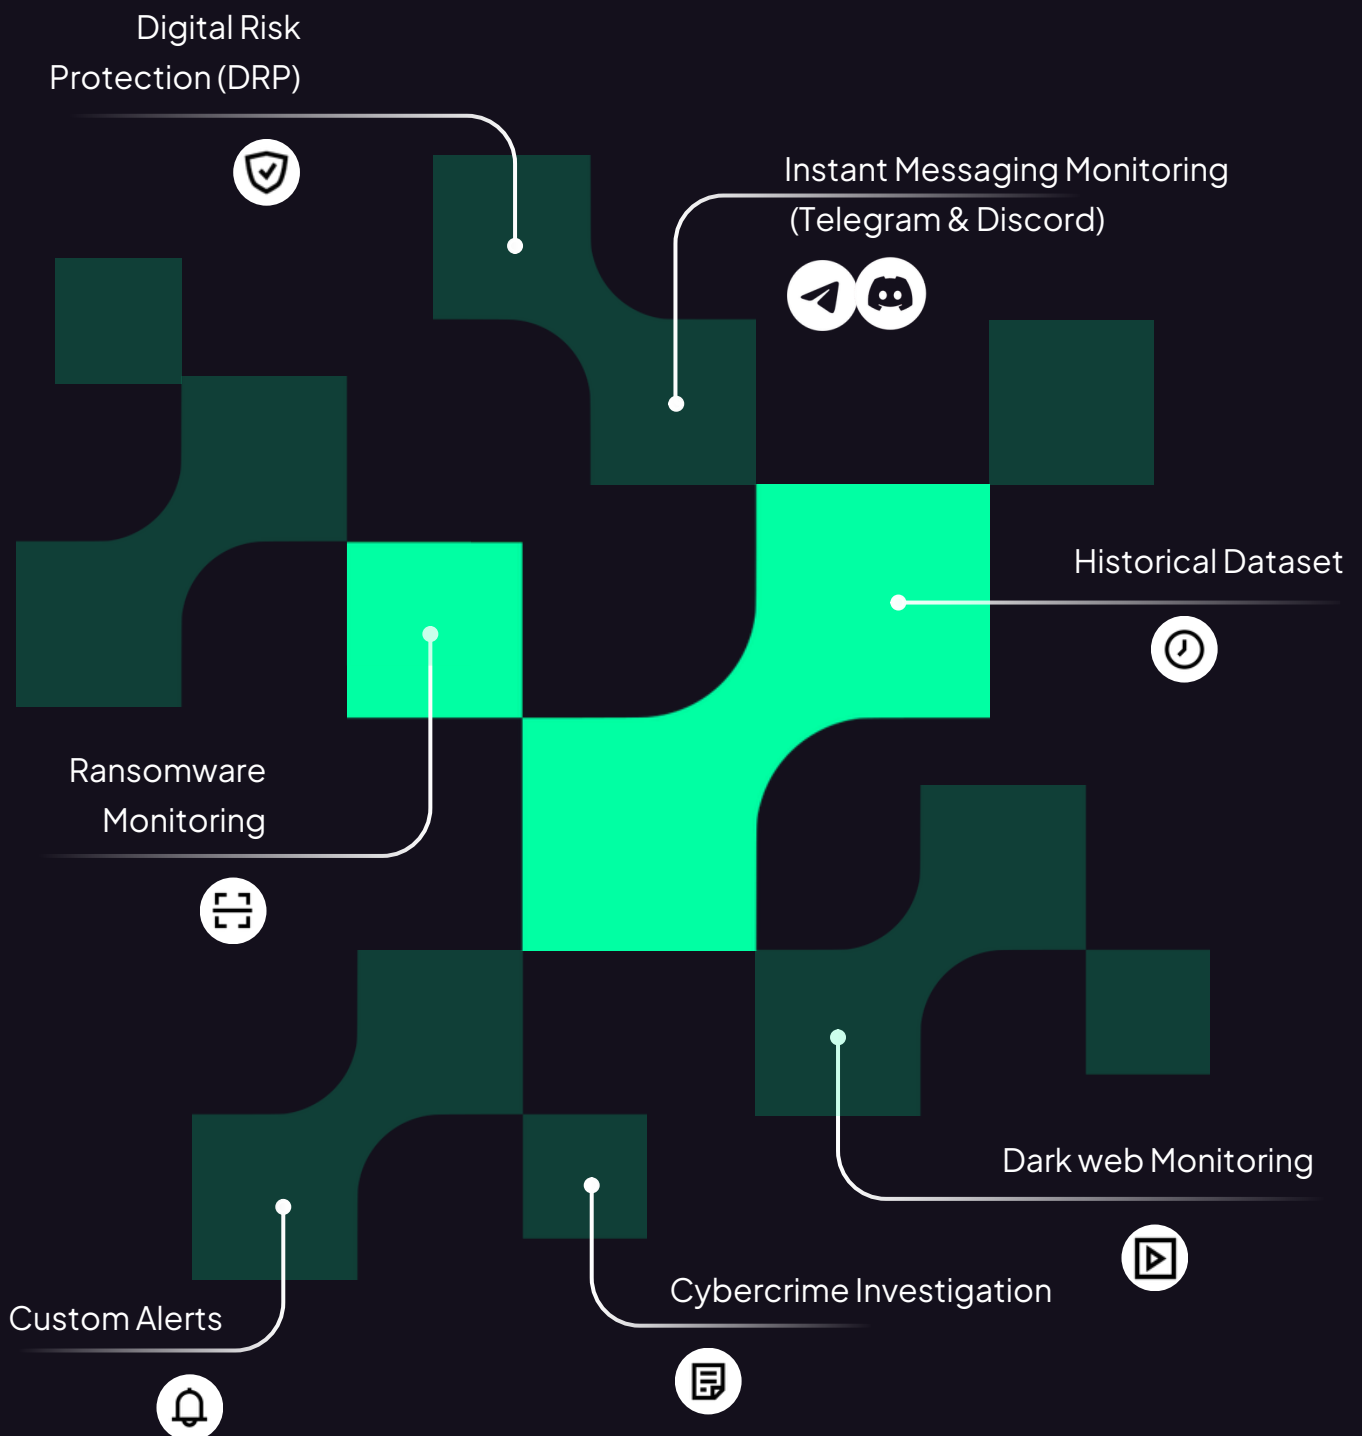 Digital Risk
Protection (DRP)
Instant Messaging Monitoring
(Telegram & Discord)
Historical Dataset
Ransomware
Monitoring
Dark web Monitoring
Cybercrime Investigation
Custom Alerts